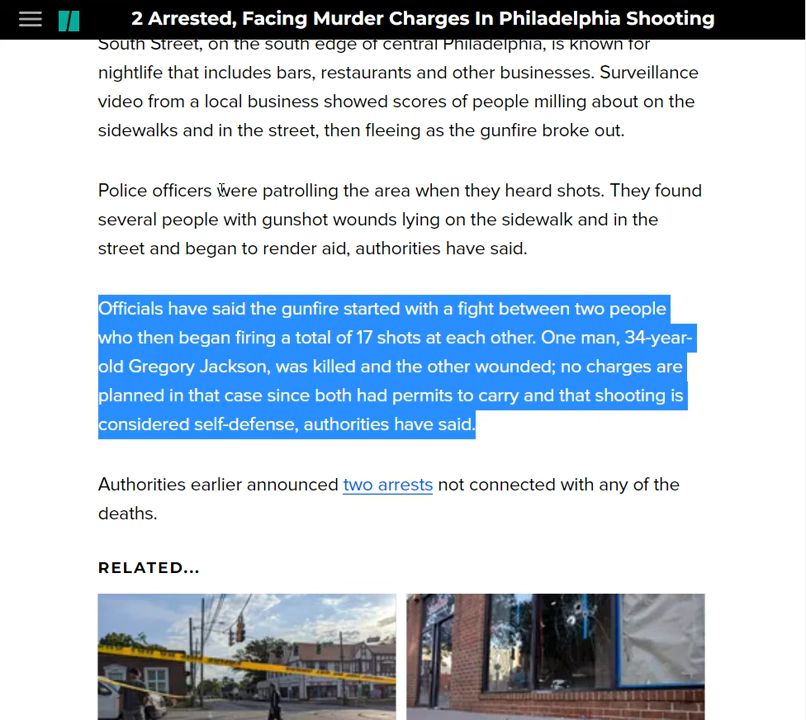 2 Arrested, Facing Murder Charges In Philadelphia Shooting
South Street, on the south edge of central Philadelphia, is known for
nightlife that includes bars, restaurants and other businesses. Surveillance
video from a local business showed scores of people milling about on the
sidewalks and in the street, then fleeing as the gunfire broke out.
Police officers were patrolling the area when they heard shots. They found
several people with gunshot wounds lying on the sidewalk and in the
street and began to render aid, authorities have said.
Officials have said the gunfire started with a fight between two people
who then began firing a total of 17 shots at each other. One man, 34-year-
old Gregory Jackson, was killed and the other wounded; no charges are
planned in that case since both had permits to carry and that shooting is
considered self-defense, authorities have said.
Authorities earlier announced two arrests not connected with any of the
deaths.
RELATED...